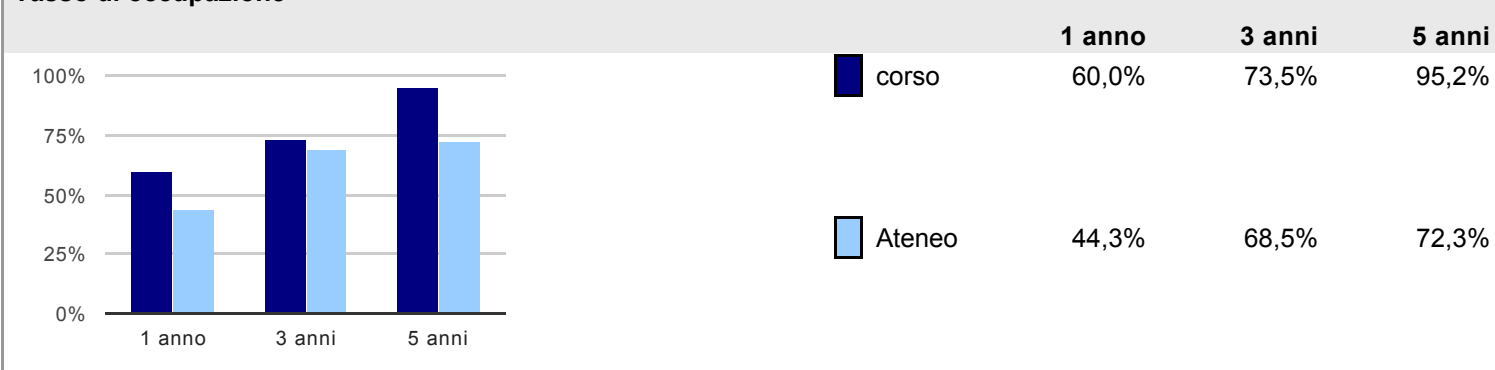 1 anno 3 anni 5 anni
100%
75%
50%
25%
0%
1 anno 3 anni 5 anni
corso 60,0% 73,5% 95,2%
Ateneo 44,3% 68,5% 72,3%